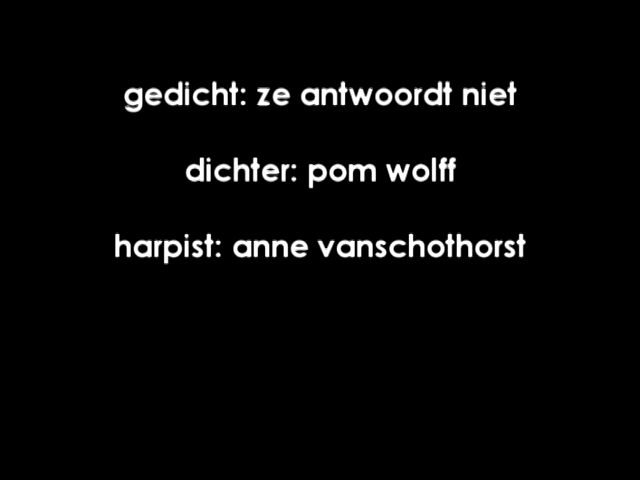 gedicht: ze antwoordt niet
dichter: pom wolff
harpist: anne vanschothorst